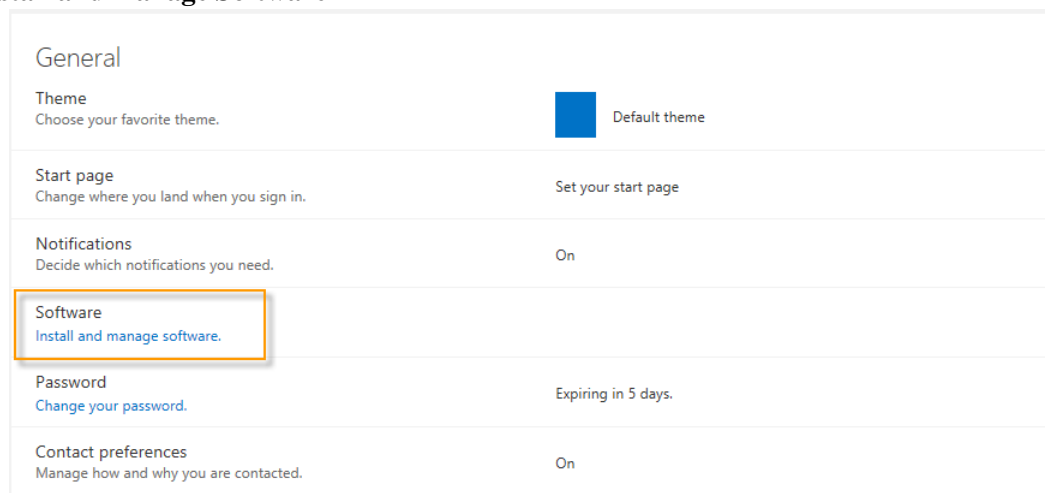 General
Theme
Choose your favorite theme.
Default theme
Start page
Change where you land when you sign in.
Set your start page
Notifications
Decide which notifications you need.
On
Software
Install and manage software.
Password
Change your password.
Expiring in 5 days.
Contact preferences
Manage how and why you are contacted.
On